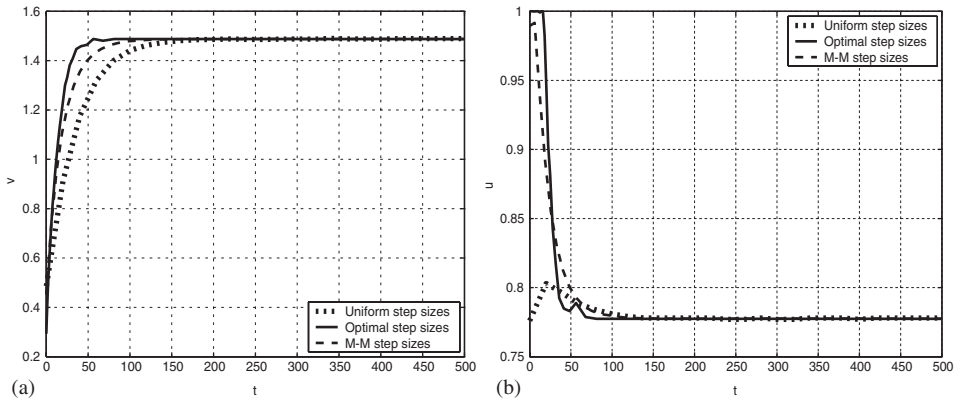 1.6
1.4
1.2
1
0.8
0.6
0.4
0.2
v
0 50 100 150 200 250 300 350 400 450 500
t
Uniform step sizes
Optimal step sizes
M-M step sizes
(a)
1
0.95
0.9
0.85
0.8
0.75
u
0 50 100 150 200 250 300 350 400 450 500
t
Uniform step sizes
Optimal step sizes
M-M step sizes
(b)